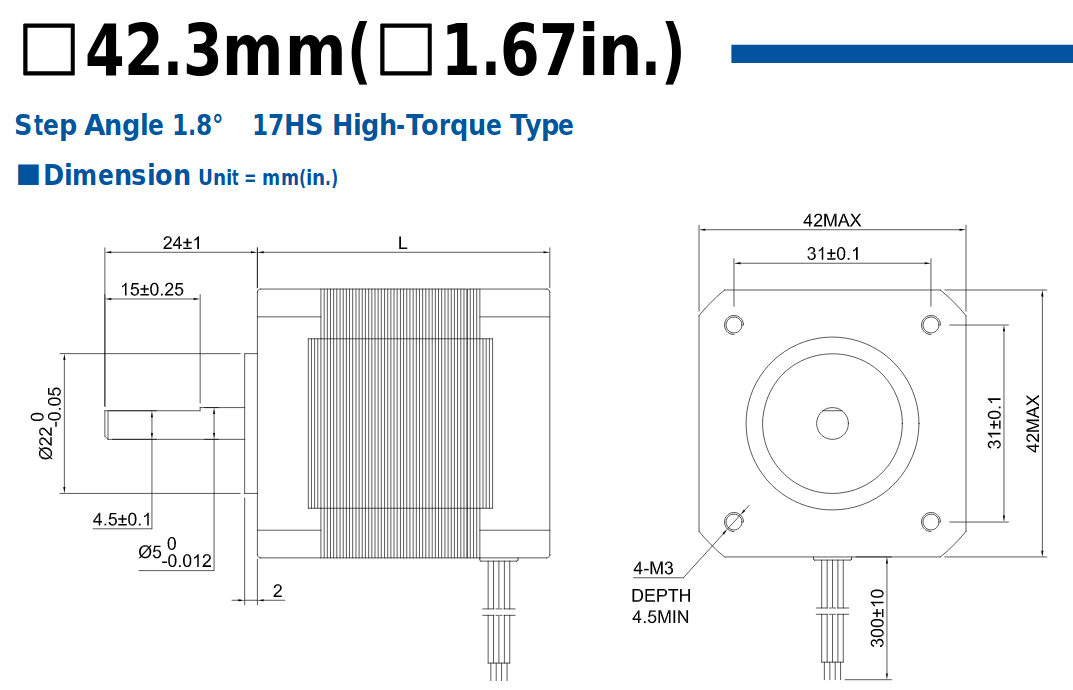 □42.3mm(□1.67in.)
Step Angle 1.8° 17HS High-Torque Type
■Dimension Unit = mm(in.)
24±1
L
15±0.25
Ø22 0 -0.05
4.5±0.1
Ø5 0 -0.012
2
42MAX
31±0.1
31±0.1
42MAX
4-M3
DEPTH
4.5MIN
300±10